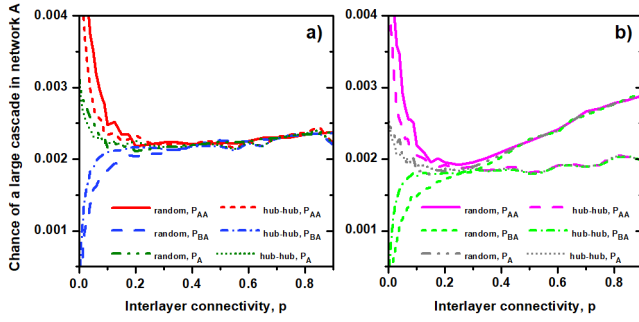 Chance of a large cascade in network A
a)
0.004
0.003
0.002
0.001
random, P_AA hub-hub, P_AA
random, P_BA hub-hub, P_BA
random, P_A hub-hub, P_A
0.0 0.2 0.4 0.6 0.8
Interlayer connectivity, p
b)
0.004
0.003
0.002
0.001
random, P_AA hub-hub, P_AA
random, P_BA hub-hub, P_BA
random, P_A hub-hub, P_A
0.0 0.2 0.4 0.6 0.8
Interlayer connectivity, p